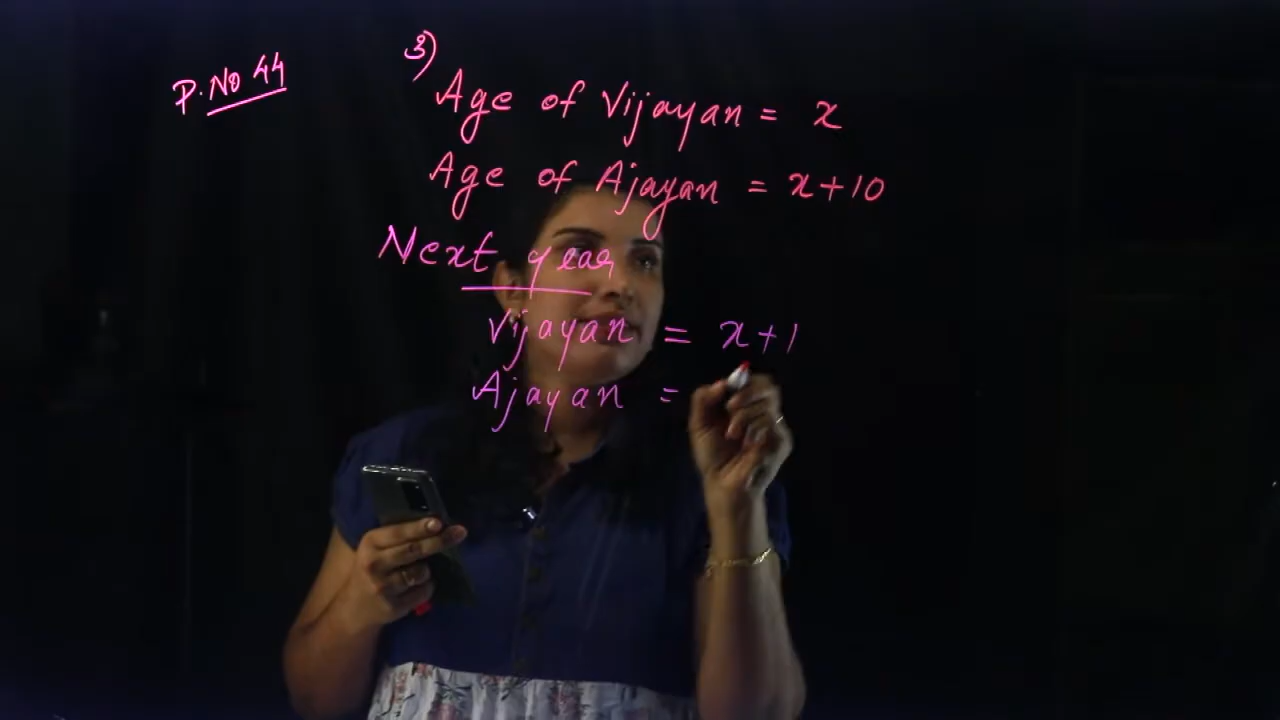 P. No 44
3)
Age of Vijayan = x
Age of Ajayan = x+10
Next year
Vijayan = x+1
Ajayan =